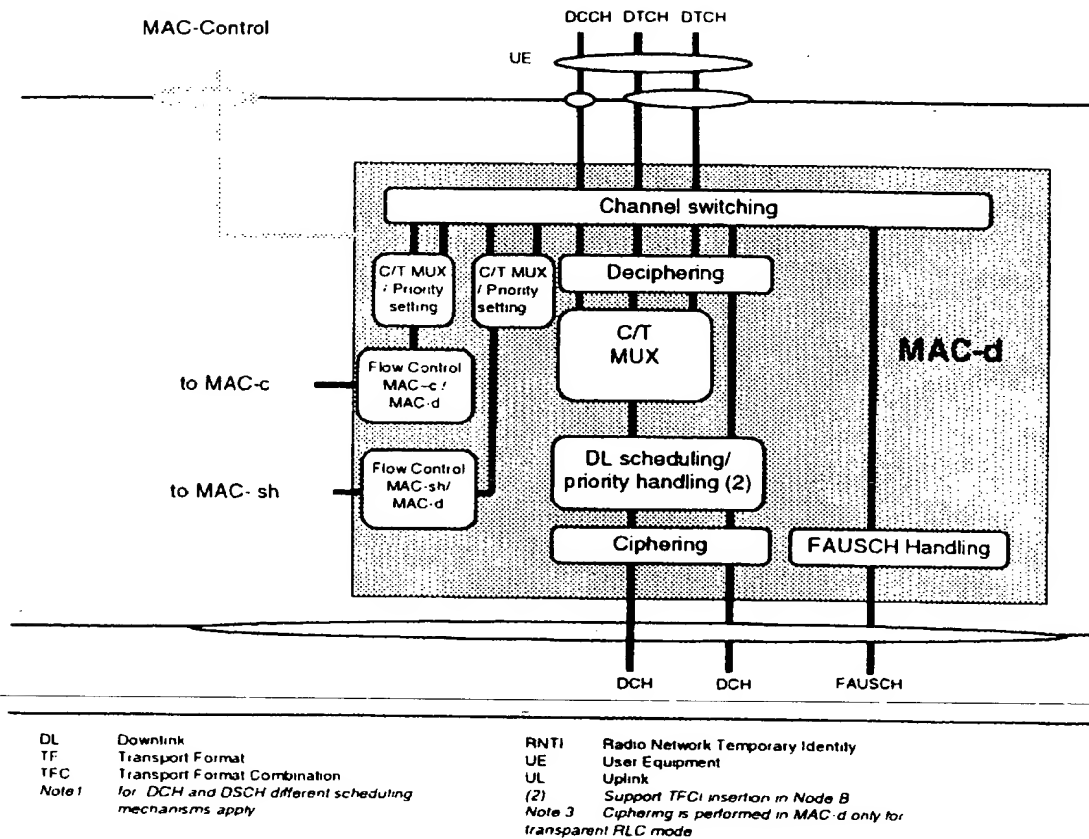 MAC-Control
DCCH DTCH DTCH
UE
Channel switching
C/T MUX
/ Priority
setting
C/T MUX
/ Priority
setting
Deciphering
C/T
MUX
MAC-d
to MAC-c
Flow Control
MAC-c /
MAC-d
to MAC- sh
Flow Control
MAC-sh/
MAC-d
DL scheduling/
priority handling (2)
Ciphering
FAUSCH Handling
DCH DCH FAUSCH
DL Downlink
TF Transport Format
TFC Transport Format Combination
Note1 for DCH and DSCH different scheduling
mechanisms apply
RNTI Radio Network Temporary Identity
UE User Equipment
UL Uplink
(2) Support TFCI insertion in Node B
Note 3 Ciphering is performed in MAC-d only for
transparent RLC mode